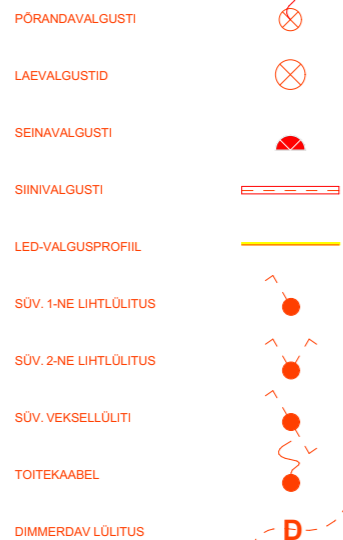 PÕRANDAVALGUSTI
LAEVALGUSTID
SEINAVALGUSTI
SIINIVALGUSTI
LED-VALGUSPROFIIL
SÜV. 1-NE LIHTLÜLITUS
SÜV. 2-NE LIHTLÜLITUS
SÜV. VEKSELLÜLITI
TOITEKAABEL
DIMMERDAV LÜLITUS D